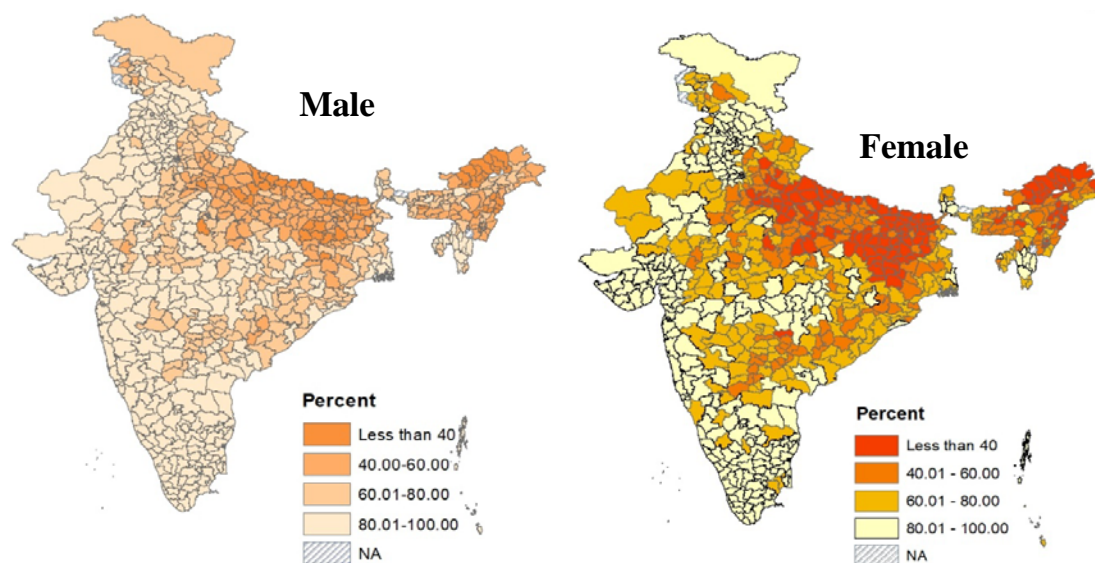 Male
Percent
Less than 40
40.00-60.00
60.01-80.00
80.01-100.00
NA
Female
Percent
Less than 40
40.01 - 60.00
60.01 - 80.00
80.01 - 100.00
NA